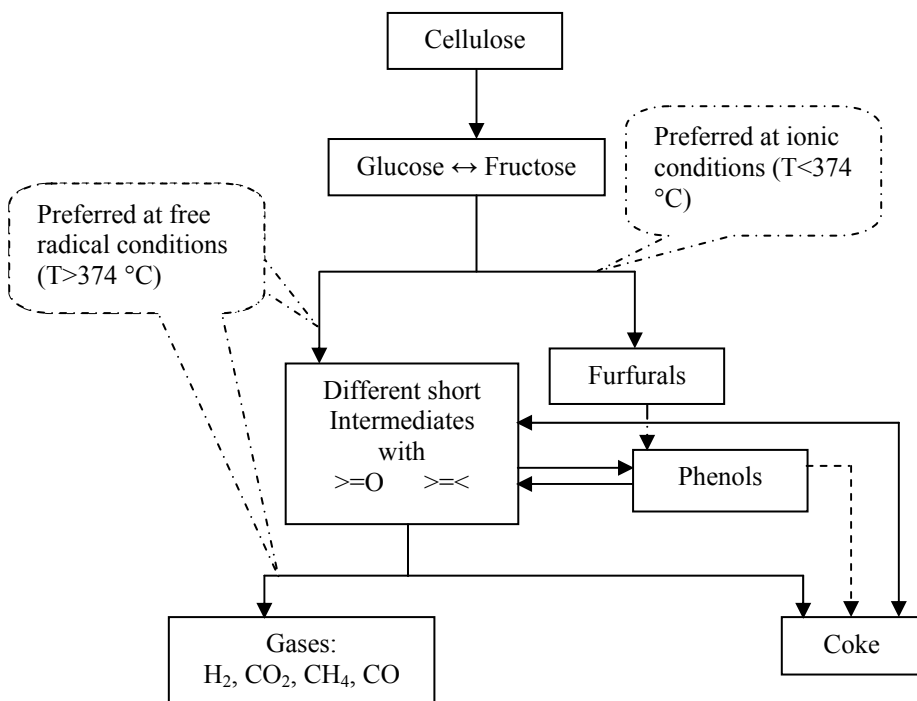 Cellulose
Glucose ↔ Fructose
Preferred at ionic
conditions (T<374
°C)
Preferred at free
radical conditions
(T>374 °C)
Different short
Intermediates
with
>=O >=<
Furfurals
Phenols
Gases:
H₂, CO₂, CH₄, CO
Coke